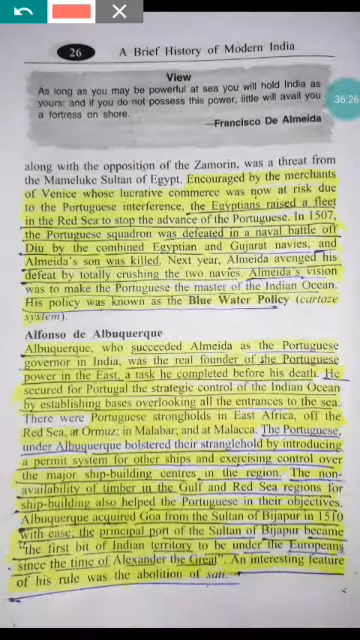 26
A Brief History of Modern India
View
As long as you may be powerful at sea you will hold India as
yours; and if you do not possess this power, little will avail you
a fortress on shore.
—Francisco De Almeida
36:26
along with the opposition of the Zamorin, was a threat from
the Mameluke Sultan of Egypt. Encouraged by the merchants
of Venice whose lucrative commerce was now at risk due
to the Portuguese interference, the Egyptians raised a fleet
in the Red Sea to stop the advance of the Portuguese. In 1507,
the Portuguese squadron was defeated in a naval battle off
Diu by the combined Egyptian and Gujarat navies, and
Almeida's son was killed. Next year, Almeida avenged his
defeat by totally crushing the two navies. Almeida's vision
was to make the Portuguese the master of the Indian Ocean.
His policy was known as the Blue Water Policy (cartaze
system).
Alfonso de Albuquerque
Albuquerque, who succeeded Almeida as the Portuguese
governor in India, was the real founder of the Portuguese
power in the East, a task he completed before his death. He
secured for Portugal the strategic control of the Indian Ocean
by establishing bases overlooking all the entrances to the sea.
There were Portuguese strongholds in East Africa, off the
Red Sea, at Ormuz; in Malabar; and at Malacca. The Portuguese,
under Albuquerque bolstered their stranglehold by introducing
a permit system for other ships and exercising control over
the major ship-building centres in the region. The non-
availability of timber in the Gulf and Red Sea regions for
ship-building also helped the Portuguese in their objectives.
Albuquerque acquired Goa from the Sultan of Bijapur in 1510
with ease; the principal port of the Sultan of Bijapur became
"the first bit of Indian territory to be under the Europeans
since the time of Alexander the Great". An interesting feature
of his rule was the abolition of sati.